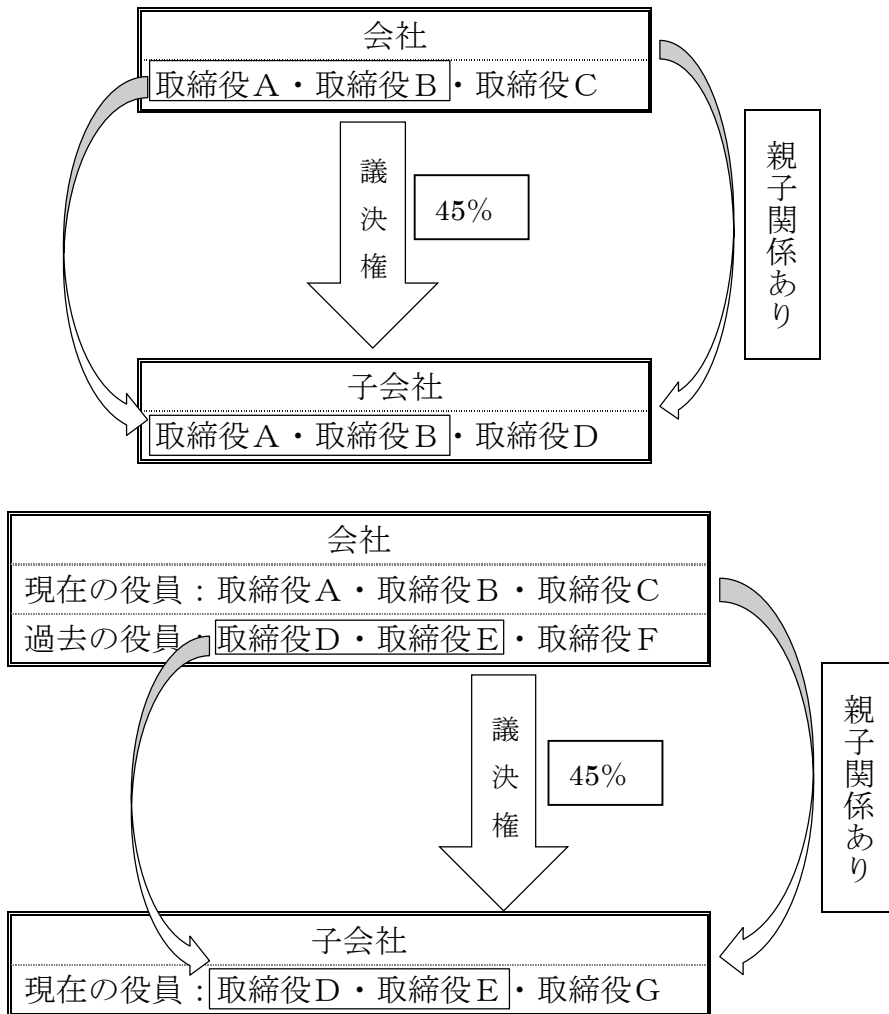 会社
取締役A・取締役B・取締役C
議決権
45%
親子関係あり
子会社
取締役A・取締役B・取締役D
会社
現在の役員:取締役A・取締役B・取締役C
過去の役員:取締役D・取締役E・取締役F
議決権
45%
親子関係あり
子会社
現在の役員:取締役D・取締役E・取締役G